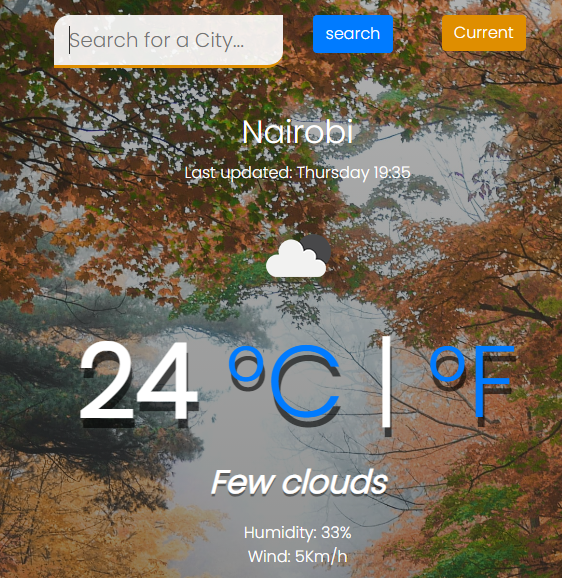 Search for a City...
search
Current
Nairobi
Last updated: Thursday 19:35
24 °C | °F
Few clouds
Humidity: 33%
Wind: 5Km/h